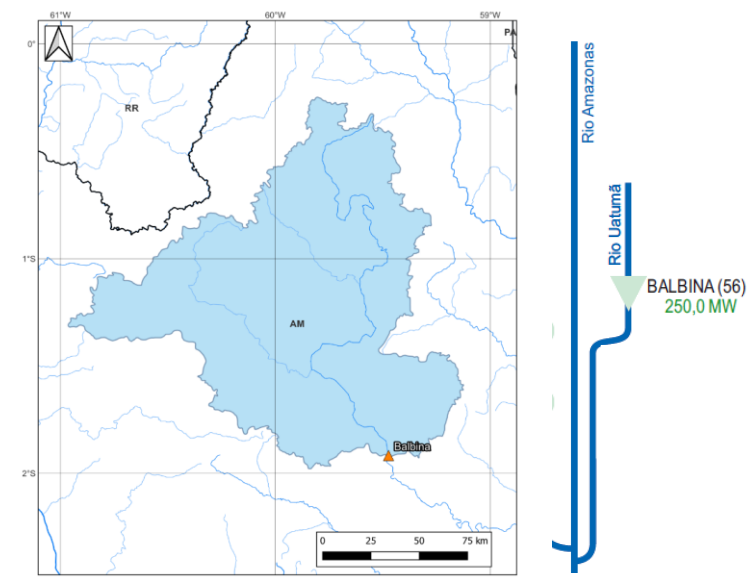 61°W 60°W 59°W
0°
PA
RR
1°S
AM
Balbina
2°S
0 25 50 75 km
Rio Amazonas
Rio Uatumã
BALBINA (56)
250,0 MW